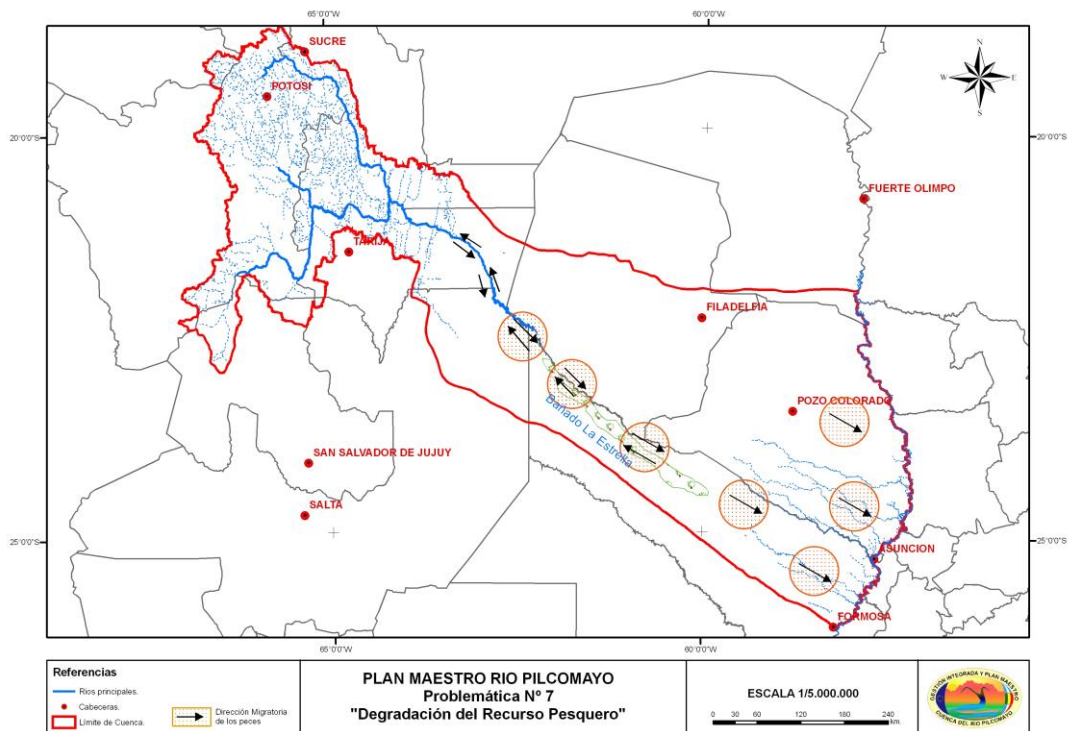 65°0'0"W
60°0'0"W
SUCRE
POTOSI
N
W
E
S
20°0'0"S
20°0'0"S
FUERTE OLIMPO
TARIJA
FILADELFIA
POZO COLORADO
Bañado La Estrella
SAN SALVADOR DE JUJUY
SALTA
25°0'0"S
25°0'0"S
ASUNCION
FORMOSA
65°0'0"W
60°0'0"W
Referencias
Rios principales.
Cabeceras.
Límite de Cuenca.
Dirección Migratoria
de los peces
PLAN MAESTRO RIO PILCOMAYO
Problemática Nº 7
"Degradación del Recurso Pesquero"
ESCALA 1/5.000.000
0 30 60 120 180 240
km.
GESTIÓN INTEGRADA Y PLAN MAESTRO
CUENCA DEL RIO PILCOMAYO